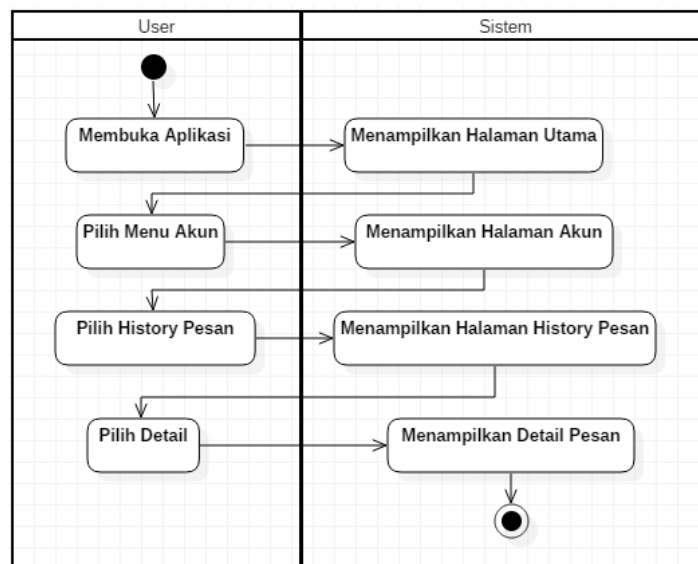 User
Sistem
Membuka Aplikasi
Menampilkan Halaman Utama
Pilih Menu Akun
Menampilkan Halaman Akun
Pilih History Pesan
Menampilkan Halaman History Pesan
Pilih Detail
Menampilkan Detail Pesan